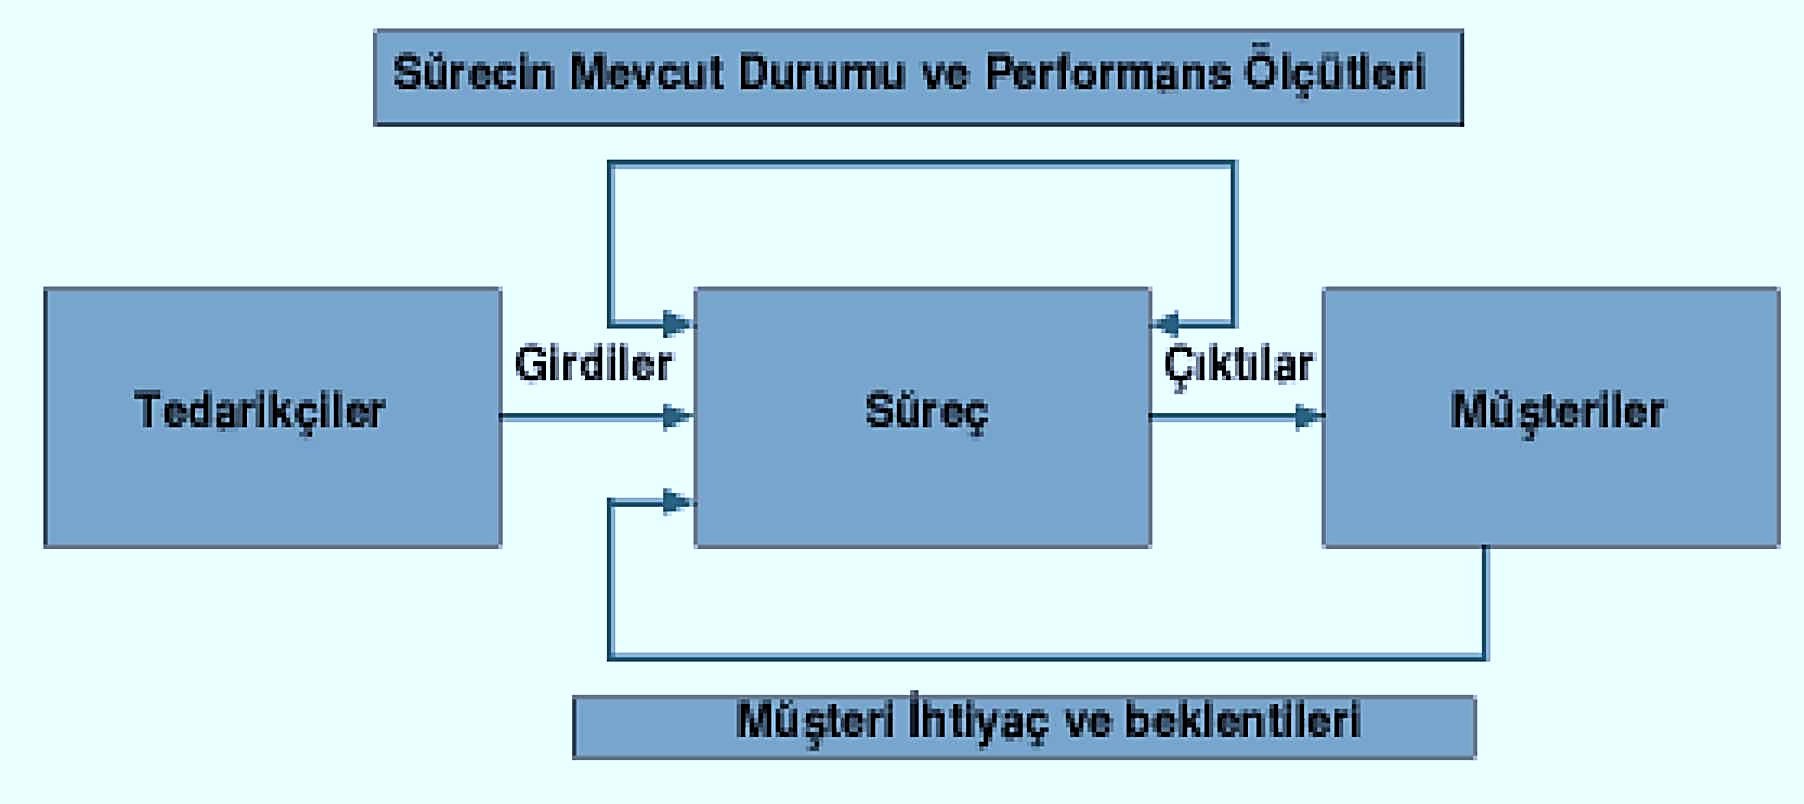 Sürecin Mevcut Durumu ve Performans Ölçütleri
Girdiler
Çıktılar
Tedarikçiler
Süreç
Müşteriler
Müşteri İhtiyaç ve beklentileri